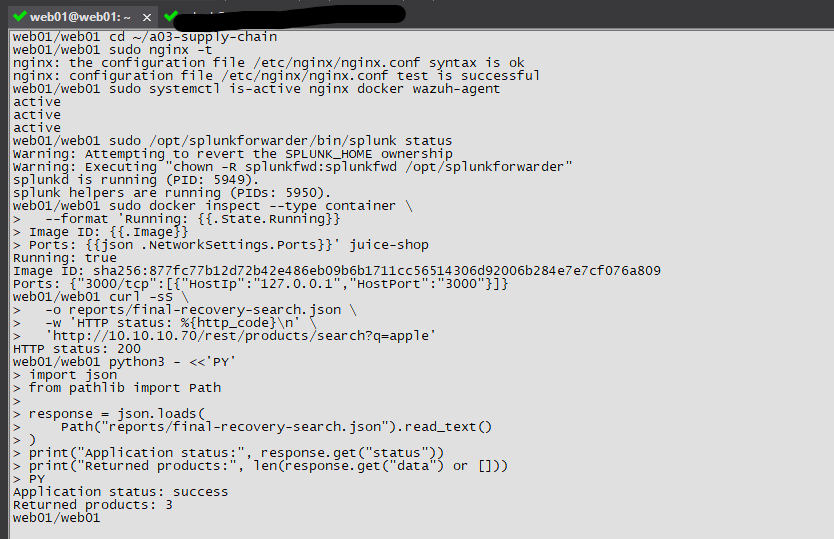 web01@web01: ~
web01/web01 cd ~/a03-supply-chain
web01/web01 sudo nginx -t
nginx: the configuration file /etc/nginx/nginx.conf syntax is ok
nginx: configuration file /etc/nginx/nginx.conf test is successful
web01/web01 sudo systemctl is-active nginx docker wazuh-agent
active
active
active
web01/web01 sudo /opt/splunkforwarder/bin/splunk status
Warning: Attempting to revert the SPLUNK_HOME ownership
Warning: Executing "chown -R splunkfwd:splunkfwd /opt/splunkforwarder"
splunkd is running (PID: 5949).
splunk helpers are running (PIDs: 5950).
web01/web01 sudo docker inspect --type container \
>   --format 'Running: {{.State.Running}}
> Image ID: {{.Image}}
> Ports: {{json .NetworkSettings.Ports}}' juice-shop
Running: true
Image ID: sha256:877fc77b12d72b42e486eb09b6b1711cc56514306d92006b284e7e7cf076a809
Ports: {"3000/tcp":[{"HostIp":"127.0.0.1","HostPort":"3000"}]}
web01/web01 curl -sS \
>   -o reports/final-recovery-search.json \
>   -w 'HTTP status: %{http_code}\n' \
>   'http://10.10.10.70/rest/products/search?q=apple'
HTTP status: 200
web01/web01 python3 - <<'PY'
> import json
> from pathlib import Path
>
> response = json.loads(
>     Path("reports/final-recovery-search.json").read_text()
> )
> print("Application status:", response.get("status"))
> print("Returned products:", len(response.get("data") or []))
> PY
Application status: success
Returned products: 3
web01/web01